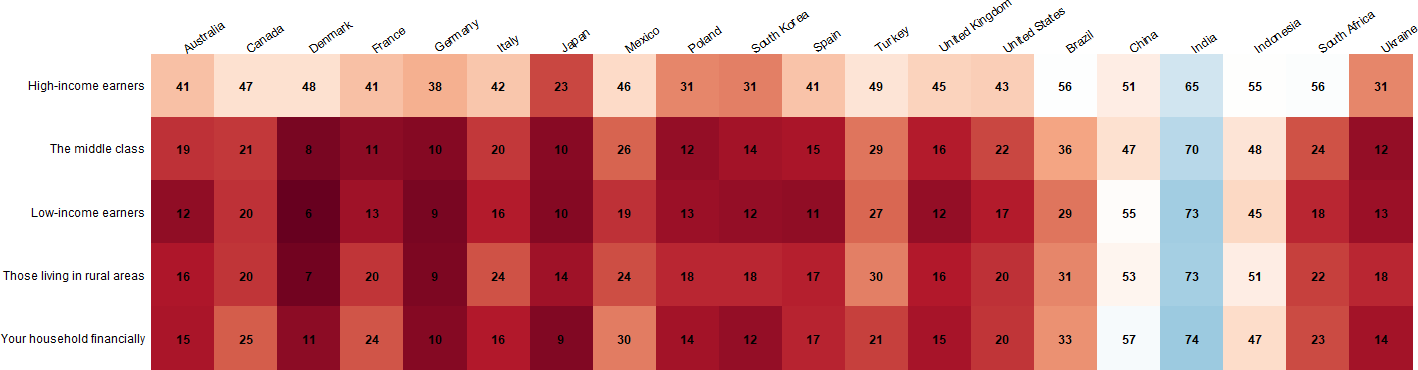 Australia Canada Denmark France Germany Italy Japan Mexico Poland South Korea Spain Turkey United Kingdom United States Brazil China India Indonesia South Africa Ukraine
High-income earners 41 47 48 41 38 42 23 46 31 31 41 49 45 43 56 51 65 55 56 31
The middle class 19 21 8 11 10 20 10 26 12 14 15 29 16 22 36 47 70 48 24 12
Low-income earners 12 20 6 13 9 16 10 19 13 12 11 27 12 17 29 55 73 45 18 13
Those living in rural areas 16 20 7 20 9 24 14 24 18 18 17 30 16 20 31 53 73 51 22 18
Your household financially 15 25 11 24 10 16 9 30 14 12 17 21 15 20 33 57 74 47 23 14